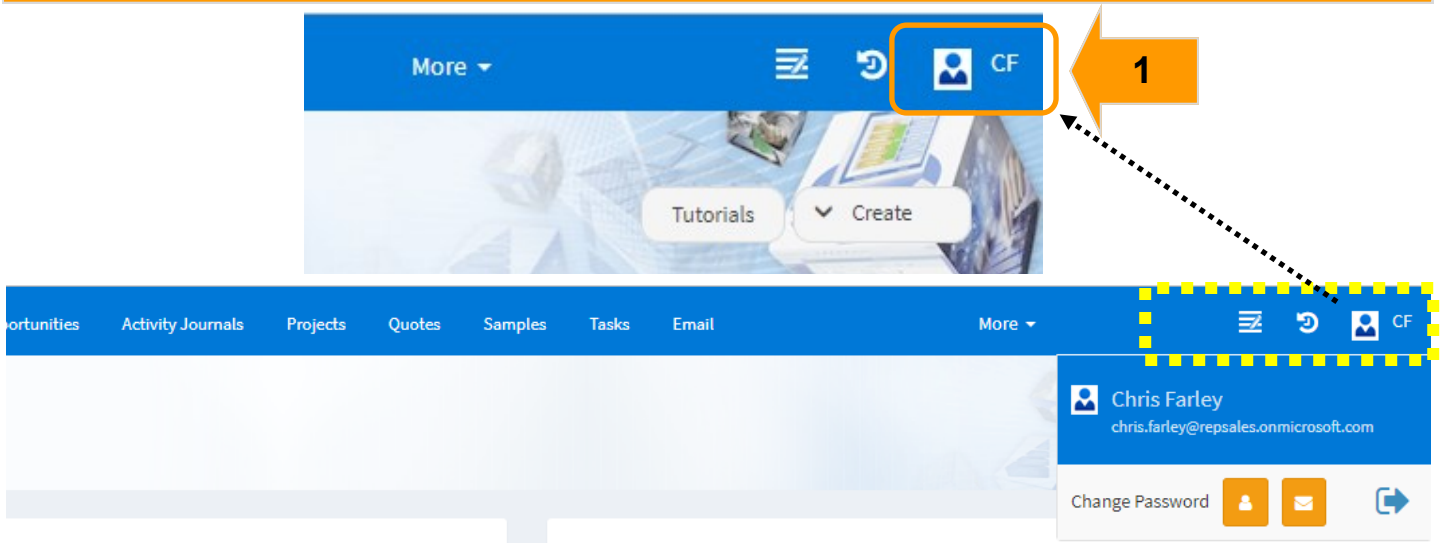 More
CF
1
Tutorials
Create
ortunities Activity Journals Projects Quotes Samples Tasks Email More CF
Chris Farley
chris.farley@repsales.onmicrosoft.com
Change Password